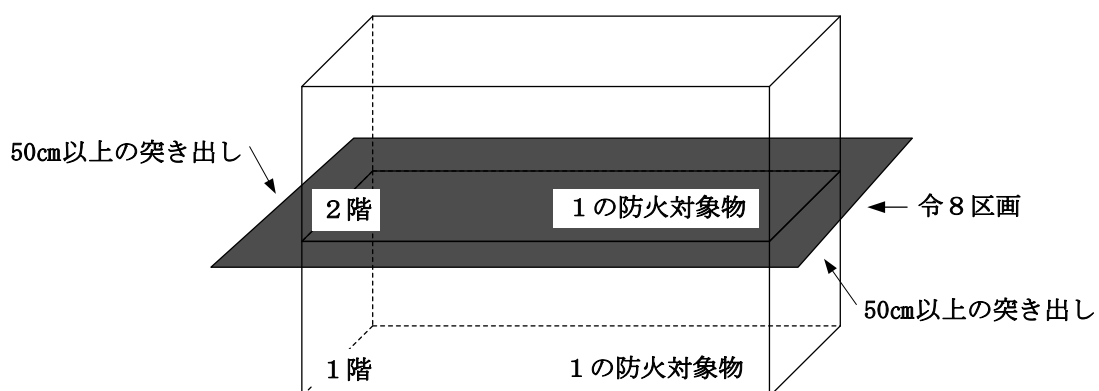 50cm以上の突き出し
２階
１の防火対象物
令８区画
50cm以上の突き出し
１階
１の防火対象物